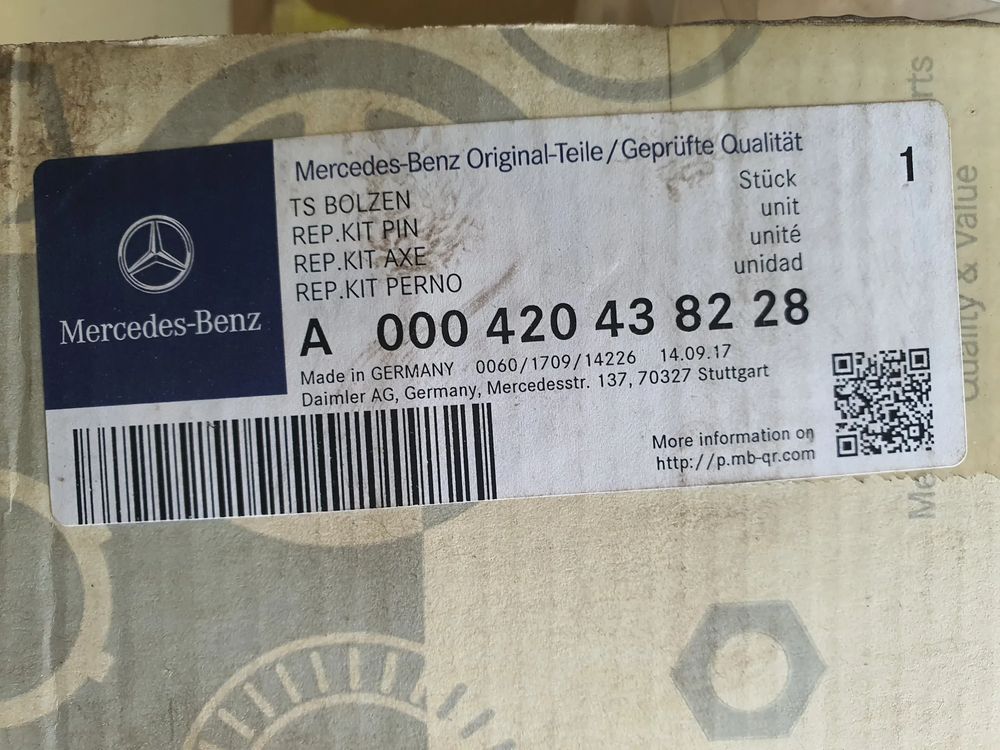 Mercedes-Benz Original-Teile/Geprüfte Qualität
1
TS BOLZEN
Stück
REP.KIT PIN
unit
REP.KIT AXE
unité
REP.KIT PERNO
unidad
A 000 420 43 82 28
Made in GERMANY 0060/1709/14226 14.09.17
Daimler AG, Germany, Mercedesstr. 137, 70327 Stuttgart
More information on
http://p.mb-qr.com
Mercedes-Benz
Quality & Value
rts
Me